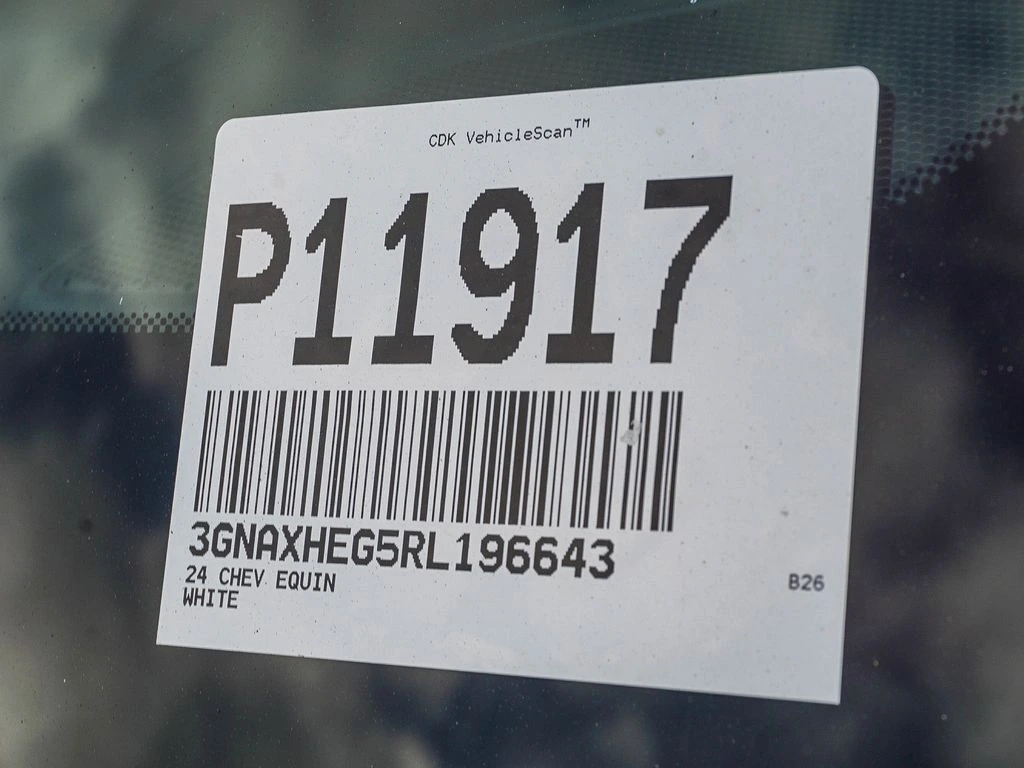 CDK VehicleScan™
P11917
3GNAXHEG5RL196643
24 CHEV EQUIN
WHITE
B26